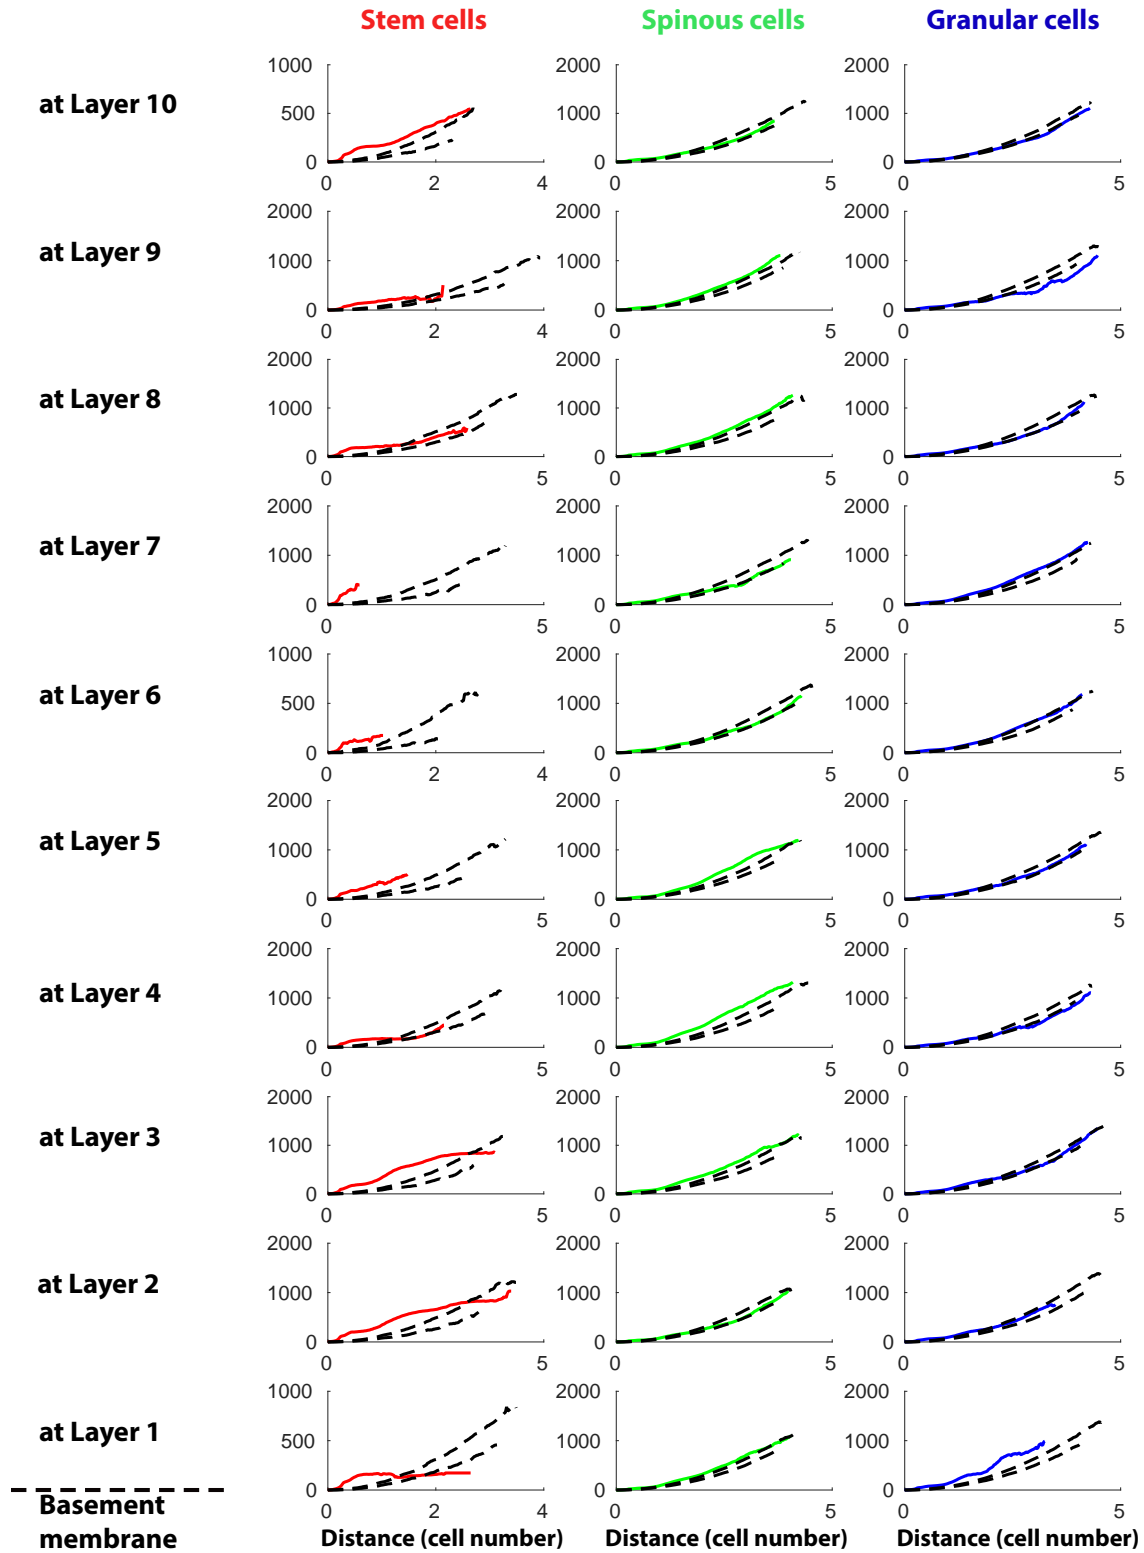 Stem cells Spinous cells Granular cells
at Layer 10
1000 2000 2000
500 1000 1000
0 0 0
0 2 4 0 5 0 5
at Layer 9
2000 2000 2000
1000 1000 1000
0 0 0
0 2 4 0 5 0 5
at Layer 8
2000 2000 2000
1000 1000 1000
0 0 0
0 5 0 5 0 5
at Layer 7
2000 2000 2000
1000 1000 1000
0 0 0
0 5 0 5 0 5
at Layer 6
1000 2000 2000
500 1000 1000
0 0 0
0 2 4 0 5 0 5
at Layer 5
2000 2000 2000
1000 1000 1000
0 0 0
0 5 0 5 0 5
at Layer 4
2000 2000 2000
1000 1000 1000
0 0 0
0 5 0 5 0 5
at Layer 3
2000 2000 2000
1000 1000 1000
0 0 0
0 5 0 5 0 5
at Layer 2
2000 2000 2000
1000 1000 1000
0 0 0
0 5 0 5 0 5
at Layer 1
1000 2000 2000
500 1000 1000
0 0 0
0 2 4 0 5 0 5
Basement
membrane
Distance (cell number) Distance (cell number) Distance (cell number)